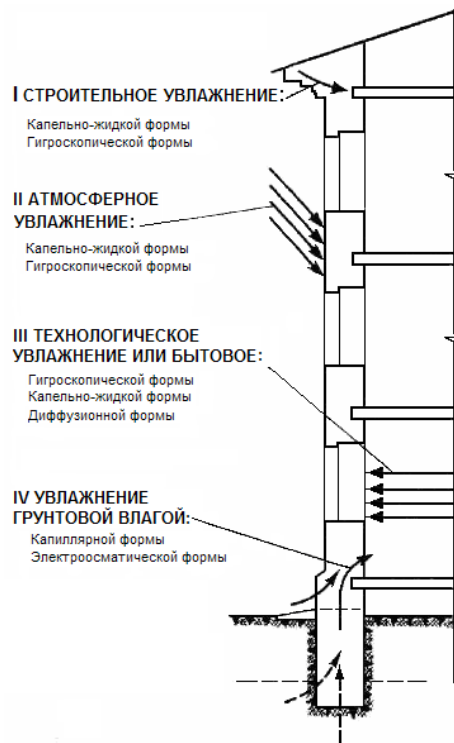 I СТРОИТЕЛЬНОЕ УВЛАЖНЕНИЕ:
Капельно-жидкой формы
Гигроскопической формы
II АТМОСФЕРНОЕ
УВЛАЖНЕНИЕ:
Капельно-жидкой формы
Гигроскопической формы
III ТЕХНОЛОГИЧЕСКОЕ
УВЛАЖНЕНИЕ ИЛИ БЫТОВОЕ:
Гигроскопической формы
Капельно-жидкой формы
Диффузионной формы
IV УВЛАЖНЕНИЕ
ГРУНТОВОЙ ВЛАГОЙ:
Капиллярной формы
Электроосматической формы